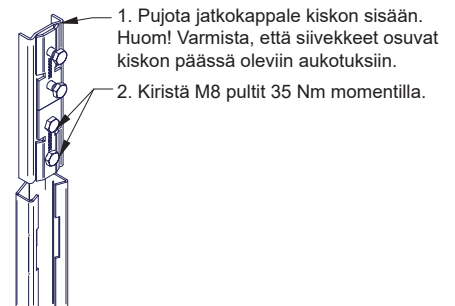 1. Pujota jatkokappale kiskon sisään.
Huom! Varmista, että siivekkeet osuvat
kiskon päässä oleviin aukotuksiin.
2. Kiristä M8 pultit 35 Nm momentilla.